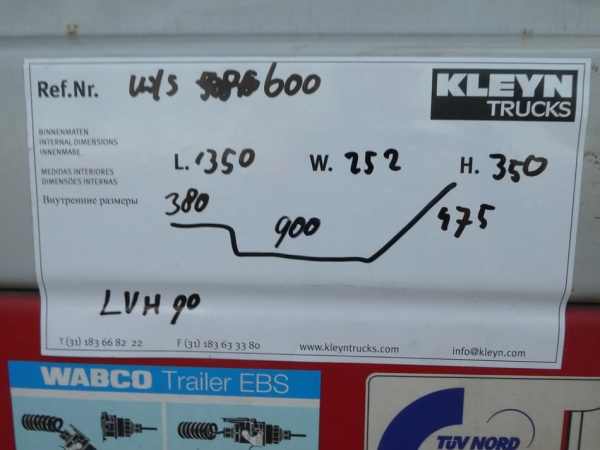 Ref.Nr. W/S 600
KLEYN
TRUCKS
BINNENMATEN
INTERNAL DIMENSIONS
INNENMAßE
MEDIDAS INTERIORES
DIMENSÕES INTERNAS
Внутренние размеры
L. 1350 W. 252 H. 350
380
900
475
LVH 90
T (31) 183 66 82 22 F (31) 183 63 33 80 www.kleyntrucks.com info@kleyn.com
WABCO Trailer EBS
TÜV NORD